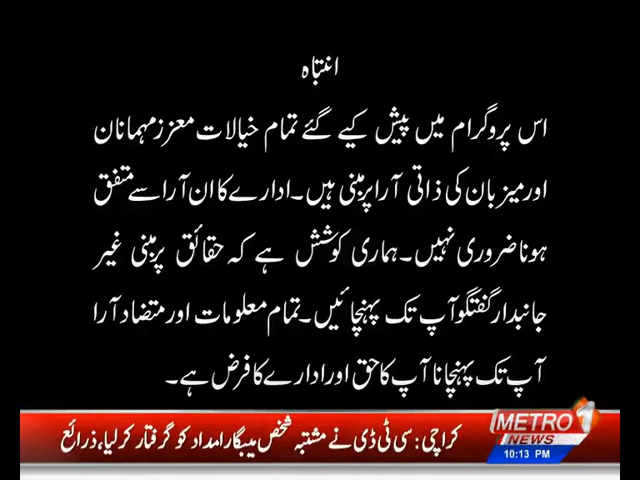 انتباہ
اس پروگرام میں پیش کیے گئے تمام خیالات معزز مہمانان
اور میزبان کی ذاتی آرا پر مبنی ہیں۔ ادارے کا ان آرا سے متفق
ہونا ضروری نہیں۔ ہماری کوشش ہے کہ حقائق پر مبنی غیر
جانبدار گفتگو آپ تک پہنچائیں۔ تمام معلومات اور متضاد آرا
آپ تک پہنچانا آپ کا حق اور ادارے کا فرض ہے۔
کراچی: سی ٹی ڈی نے مشتبہ شخص میںگار امداد کو گرفتار کرلیا، ذرائع
METRO 1
NEWS
10:13 PM